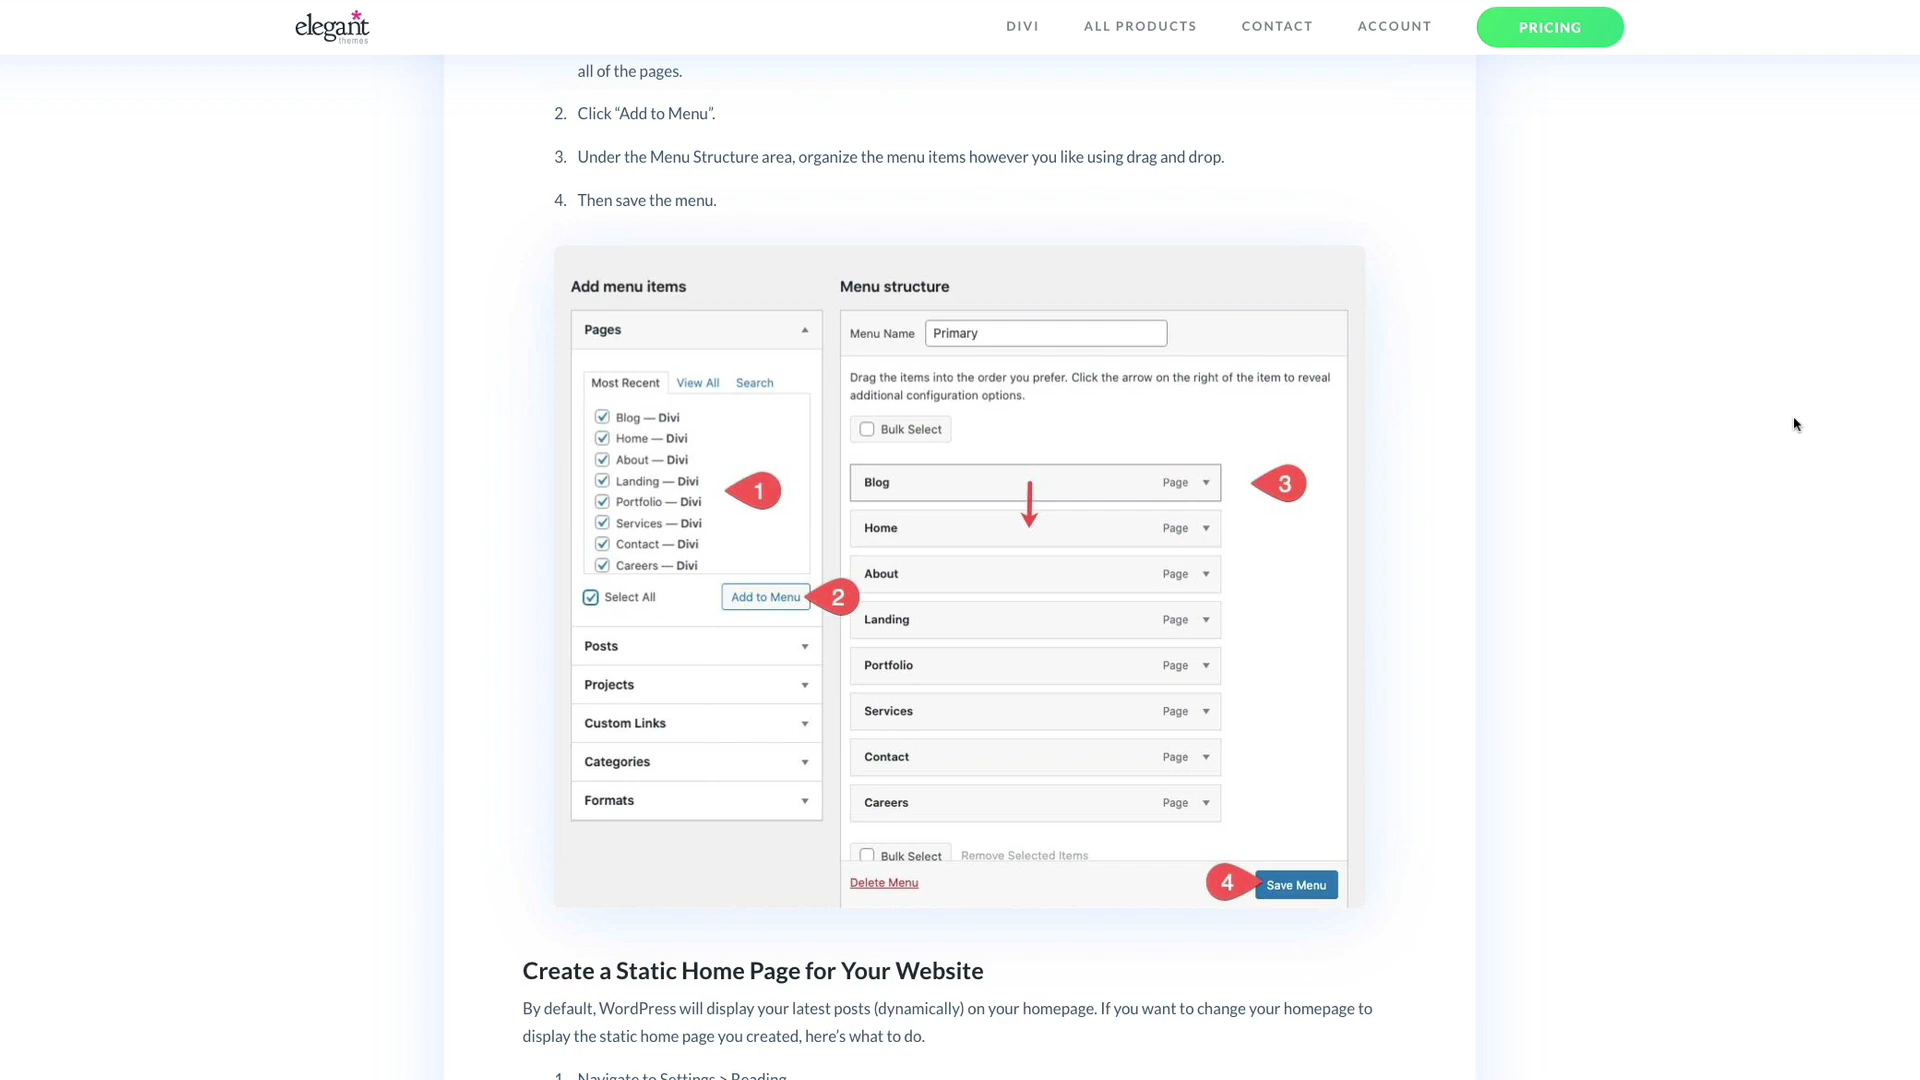 elegant
themes
DIVI
ALL PRODUCTS
CONTACT
ACCOUNT
PRICING
all of the pages.
2. Click “Add to Menu”.
3. Under the Menu Structure area, organize the menu items however you like using drag and drop.
4. Then save the menu.
Add menu items
Pages
Most Recent View All Search
Blog — Divi
Home — Divi
About — Divi
Landing — Divi
Portfolio — Divi
Services — Divi
Contact — Divi
Careers — Divi
1
Select All
Add to Menu
2
Posts
Projects
Custom Links
Categories
Formats
Menu structure
Menu Name Primary
Drag the items into the order you prefer. Click the arrow on the right of the item to reveal
additional configuration options.
Bulk Select
Blog Page
3
Home Page
About Page
Landing Page
Portfolio Page
Services Page
Contact Page
Careers Page
Bulk Select Remove Selected Items
Delete Menu
4
Save Menu
Create a Static Home Page for Your Website
By default, WordPress will display your latest posts (dynamically) on your homepage. If you want to change your homepage to
display the static home page you created, here’s what to do.
1. Navigate to Settings > Reading